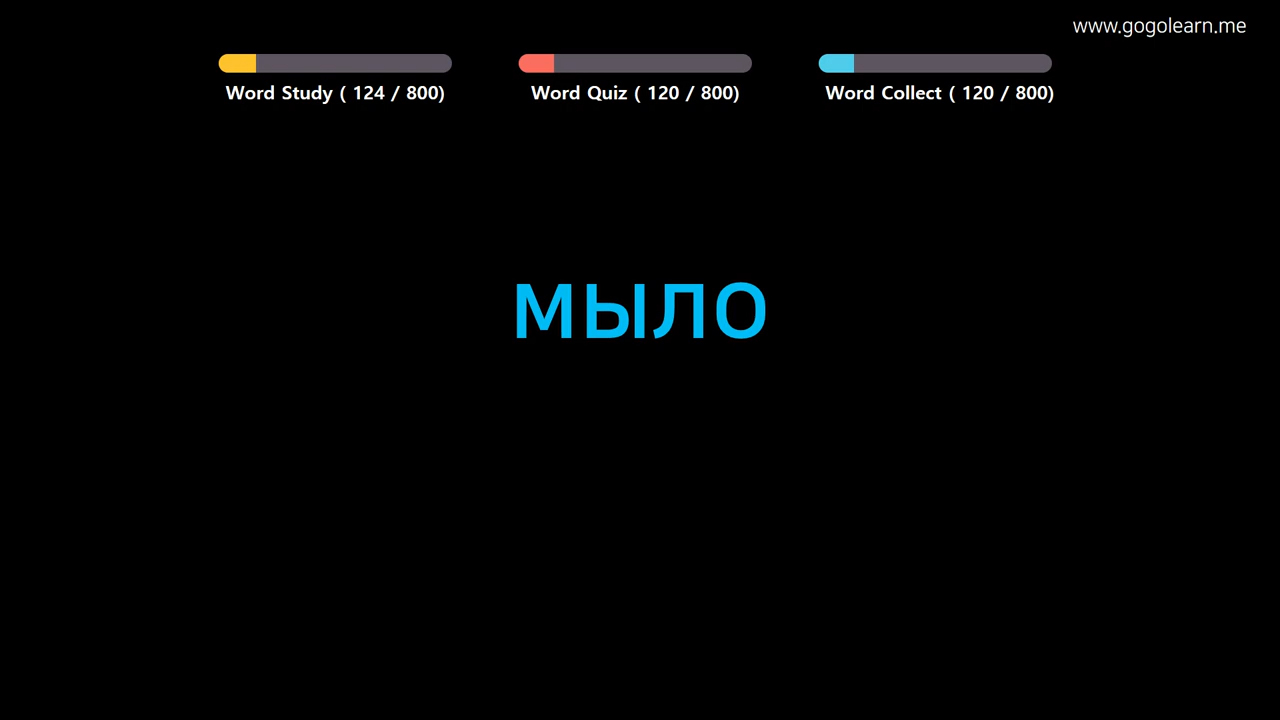 www.gogolearn.me
Word Study ( 124 / 800)
Word Quiz ( 120 / 800)
Word Collect ( 120 / 800)
мыло